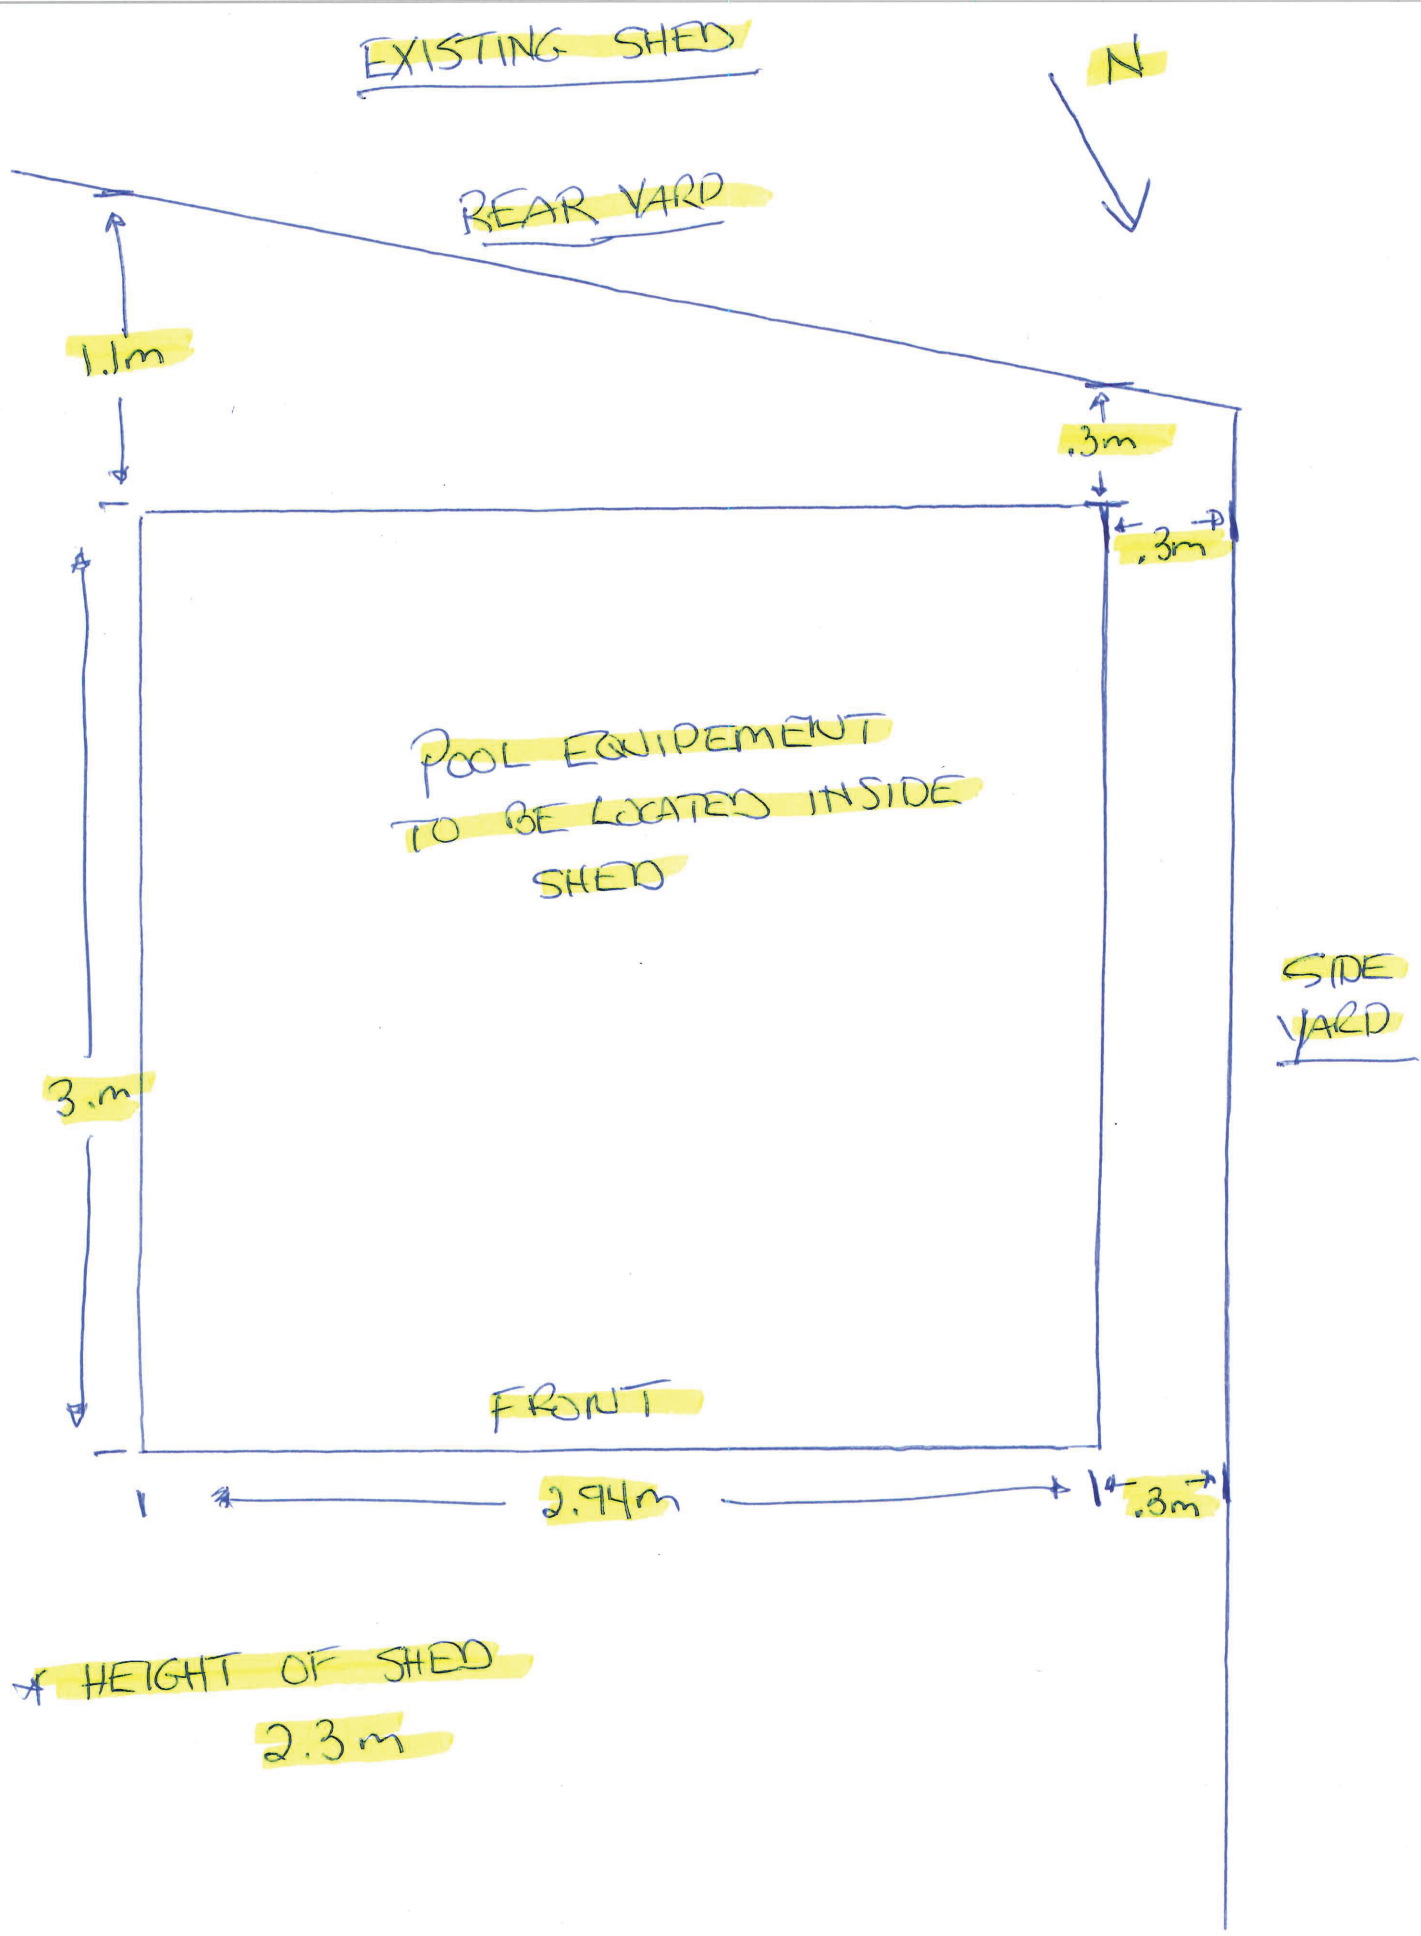 EXISTING SHED
N
REAR YARD
1.1m
.3m
.3m
POOL EQUIPEMENT
TO BE LOCATED INSIDE
SHED
SIDE
YARD
3.m
FRONT
2.94m
.3m
* HEIGHT OF SHED
2.3m